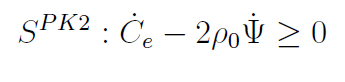 $S^{PK2} : \dot{C}_e - 2\rho_0 \dot{\Psi} \geq 0$